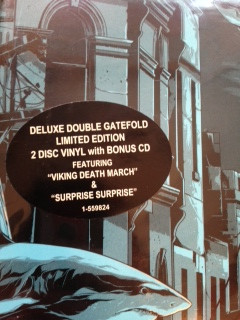 DELUXE DOUBLE GATEFOLD
LIMITED EDITION
2 DISC VINYL with BONUS CD
FEATURING
"VIKING DEATH MARCH"
&
"SURPRISE SURPRISE"
1-559824